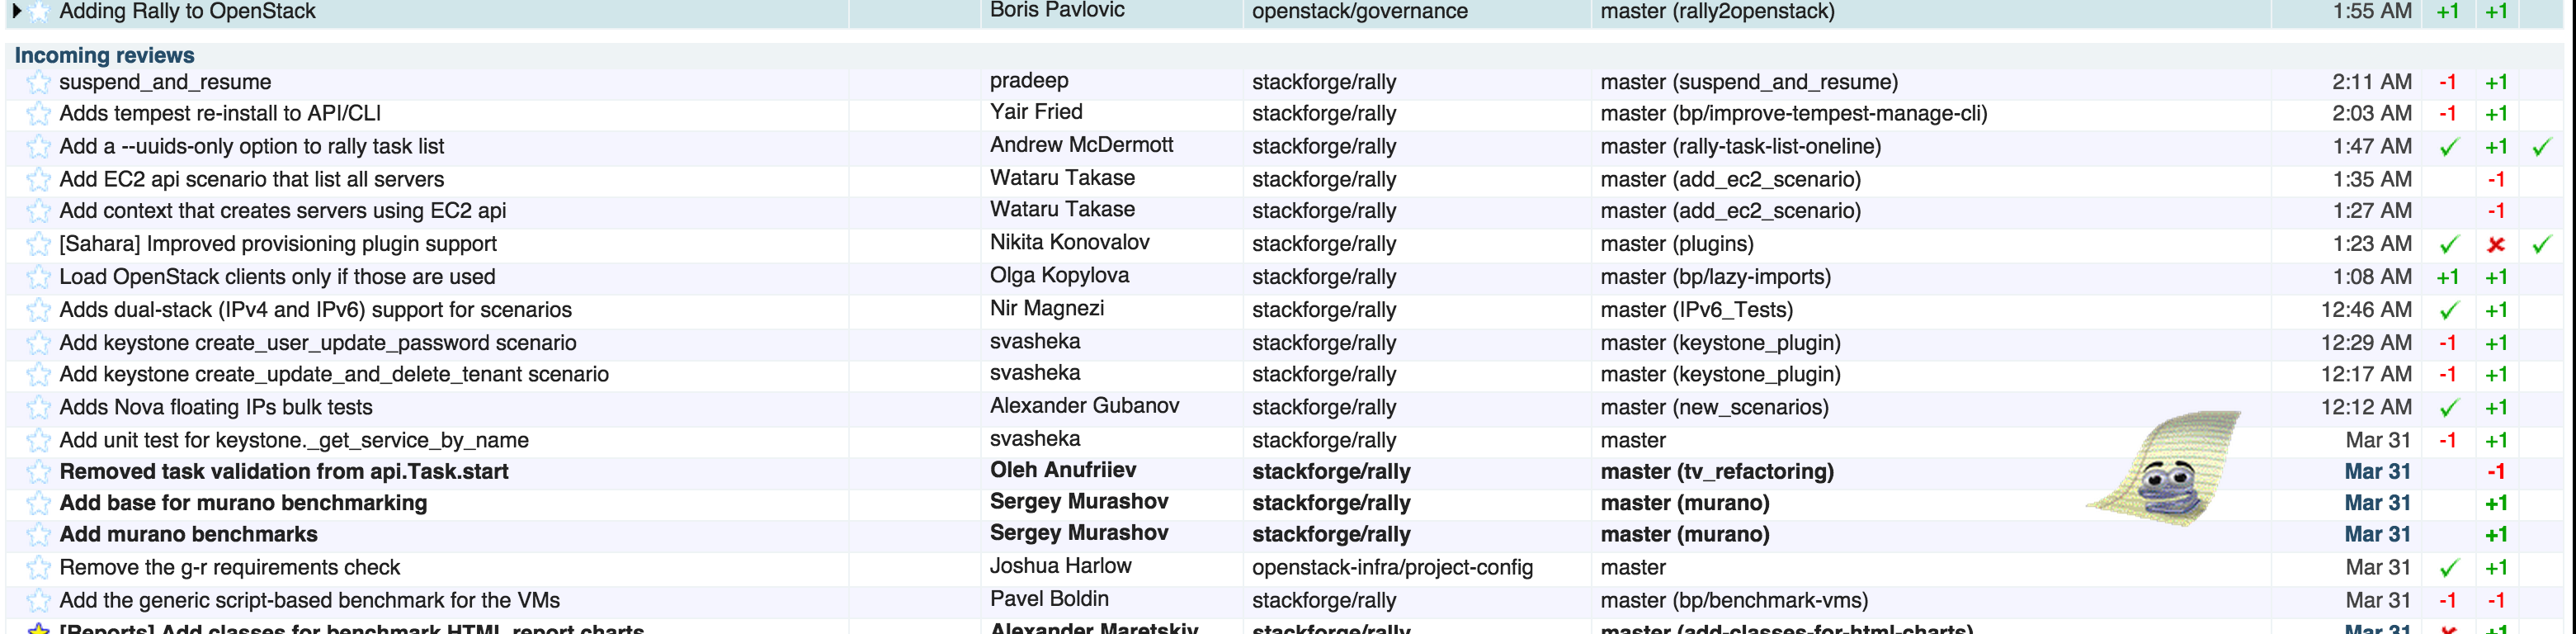 Adding Rally to OpenStack Boris Pavlovic openstack/governance master (rally2openstack) 1:55 AM +1 +1
Incoming reviews
suspend_and_resume pradeep stackforge/rally master (suspend_and_resume) 2:11 AM -1 +1
Adds tempest re-install to API/CLI Yair Fried stackforge/rally master (bp/improve-tempest-manage-cli) 2:03 AM -1 +1
Add a --uuids-only option to rally task list Andrew McDermott stackforge/rally master (rally-task-list-oneline) 1:47 AM ✓ +1 ✓
Add EC2 api scenario that list all servers Wataru Takase stackforge/rally master (add_ec2_scenario) 1:35 AM -1
Add context that creates servers using EC2 api Wataru Takase stackforge/rally master (add_ec2_scenario) 1:27 AM -1
[Sahara] Improved provisioning plugin support Nikita Konovalov stackforge/rally master (plugins) 1:23 AM ✓ ✗ ✓
Load OpenStack clients only if those are used Olga Kopylova stackforge/rally master (bp/lazy-imports) 1:08 AM +1 +1
Adds dual-stack (IPv4 and IPv6) support for scenarios Nir Magnezi stackforge/rally master (IPv6_Tests) 12:46 AM ✓ +1
Add keystone create_user_update_password scenario svasheka stackforge/rally master (keystone_plugin) 12:29 AM -1 +1
Add keystone create_update_and_delete_tenant scenario svasheka stackforge/rally master (keystone_plugin) 12:17 AM -1 +1
Adds Nova floating IPs bulk tests Alexander Gubanov stackforge/rally master (new_scenarios) 12:12 AM ✓ +1
Add unit test for keystone._get_service_by_name svasheka stackforge/rally master Mar 31 -1 +1
Removed task validation from api.Task.start Oleh Anufriiev stackforge/rally master (tv_refactoring) Mar 31 -1
Add base for murano benchmarking Sergey Murashov stackforge/rally master (murano) Mar 31 +1
Add murano benchmarks Sergey Murashov stackforge/rally master (murano) Mar 31 +1
Remove the g-r requirements check Joshua Harlow openstack-infra/project-config master Mar 31 ✓ +1
Add the generic script-based benchmark for the VMs Pavel Boldin stackforge/rally master (bp/benchmark-vms) Mar 31 -1 -1
[Reports] Add classes for benchmark HTML report charts Alexander Maretskiy stackforge/rally master (add-classes-for-html-charts) Mar 31 ✗ +1